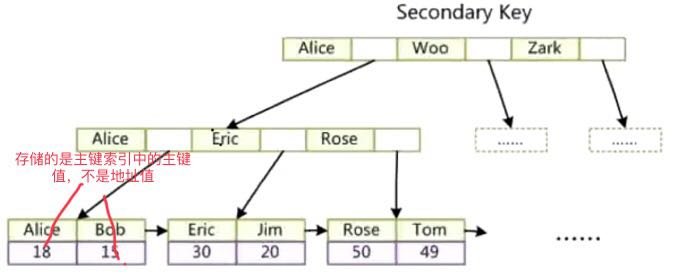 Secondary Key
Alice Woo Zark
Alice Eric Rose
...... ......
存储的是主键索引中的主键
值，不是地址值
Alice Bob Eric Jim Rose Tom
18 15 30 20 50 49
......